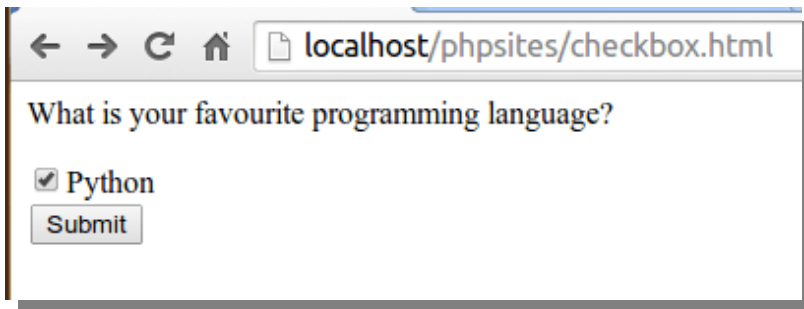 localhost/phpsites/checkbox.html
What is your favourite programming language?
Python
Submit